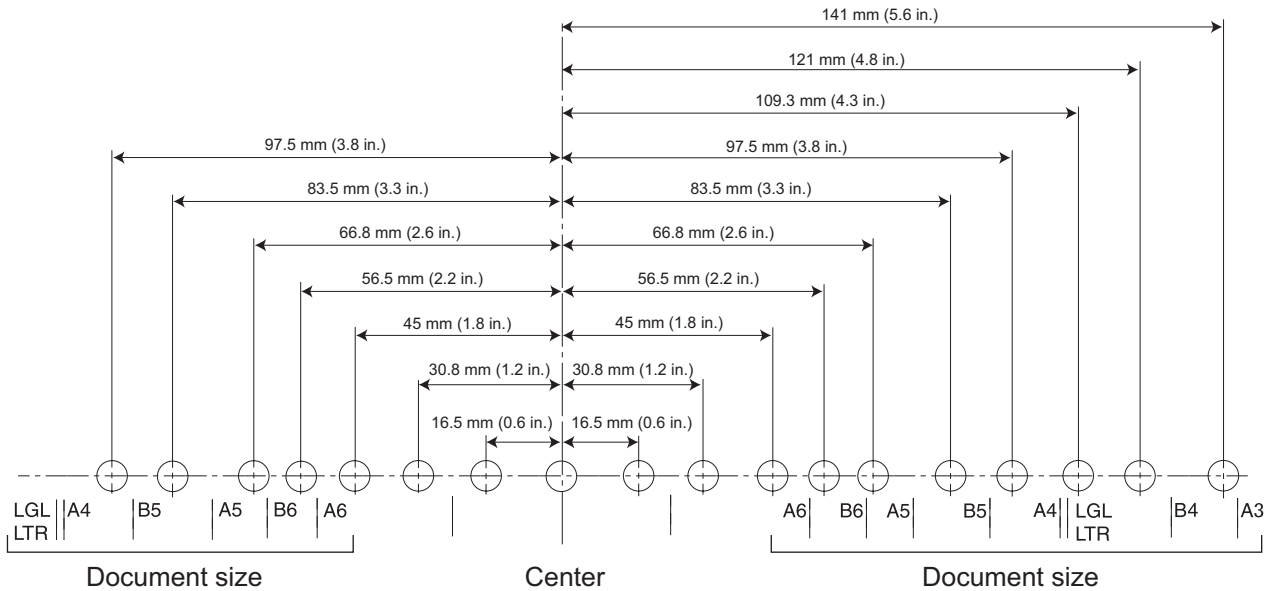 141 mm (5.6 in.)
121 mm (4.8 in.)
109.3 mm (4.3 in.)
97.5 mm (3.8 in.) 97.5 mm (3.8 in.)
83.5 mm (3.3 in.) 83.5 mm (3.3 in.)
66.8 mm (2.6 in.) 66.8 mm (2.6 in.)
56.5 mm (2.2 in.) 56.5 mm (2.2 in.)
45 mm (1.8 in.) 45 mm (1.8 in.)
30.8 mm (1.2 in.) 30.8 mm (1.2 in.)
16.5 mm (0.6 in.) 16.5 mm (0.6 in.)
LGL A4 B5 A5 B6 A6 A6 B6 A5 B5 A4 LGL B4 A3
LTR LTR
Document size Center Document size